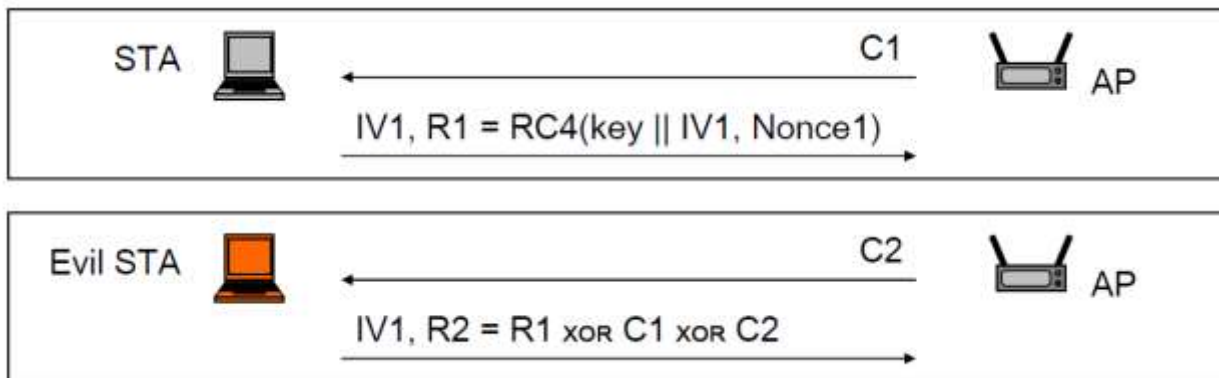 STA
C1
AP
IV1, R1 = RC4(key || IV1, Nonce1)
Evil STA
C2
AP
IV1, R2 = R1 XOR C1 XOR C2